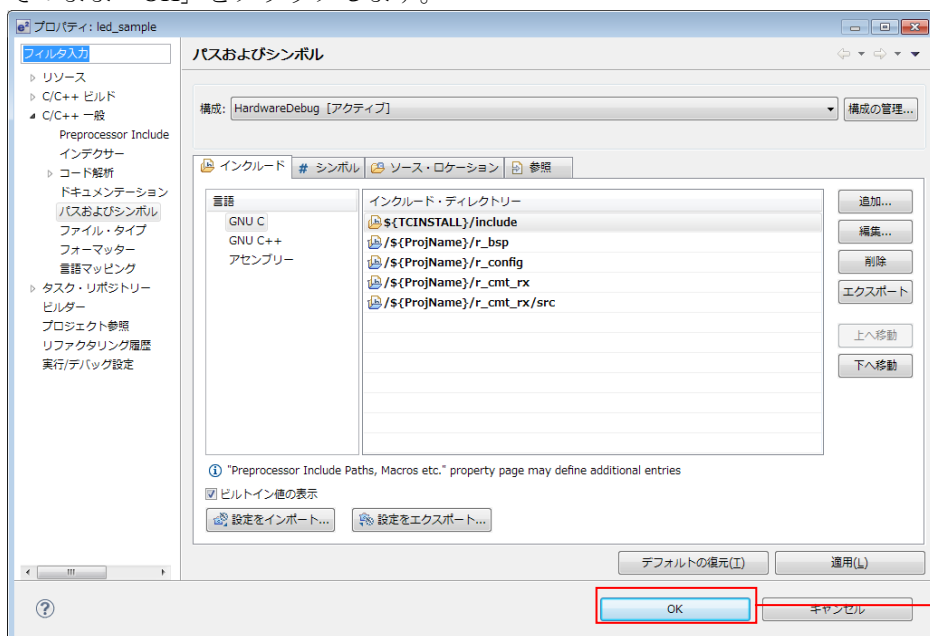 そのまま「OK」をクリックします。
プロパティ: led_sample
フィルタ入力
パスおよびシンボル
リソース
C/C++ ビルド
C/C++ 一般
Preprocessor Include
インデクサー
コード解析
ドキュメンテーション
パスおよびシンボル
ファイル・タイプ
フォーマッター
言語マッピング
タスク・リポジトリー
ビルダー
プロジェクト参照
リファクタリング履歴
実行/デバッグ設定
構成: HardwareDebug [アクティブ]
構成の管理...
インクルード # シンボル ソース・ロケーション 参照
言語
GNU C
GNU C++
アセンブリー
インクルード・ディレクトリー
${TCINSTALL}/include
/${ProjName}/r_bsp
/${ProjName}/r_config
/${ProjName}/r_cmt_rx
/${ProjName}/r_cmt_rx/src
追加...
編集...
削除
エクスポート
上へ移動
下へ移動
"Preprocessor Include Paths, Macros etc." property page may define additional entries
ビルトイン値の表示
設定をインポート... 設定をエクスポート...
デフォルトの復元(T) 適用(L)
OK キャンセル